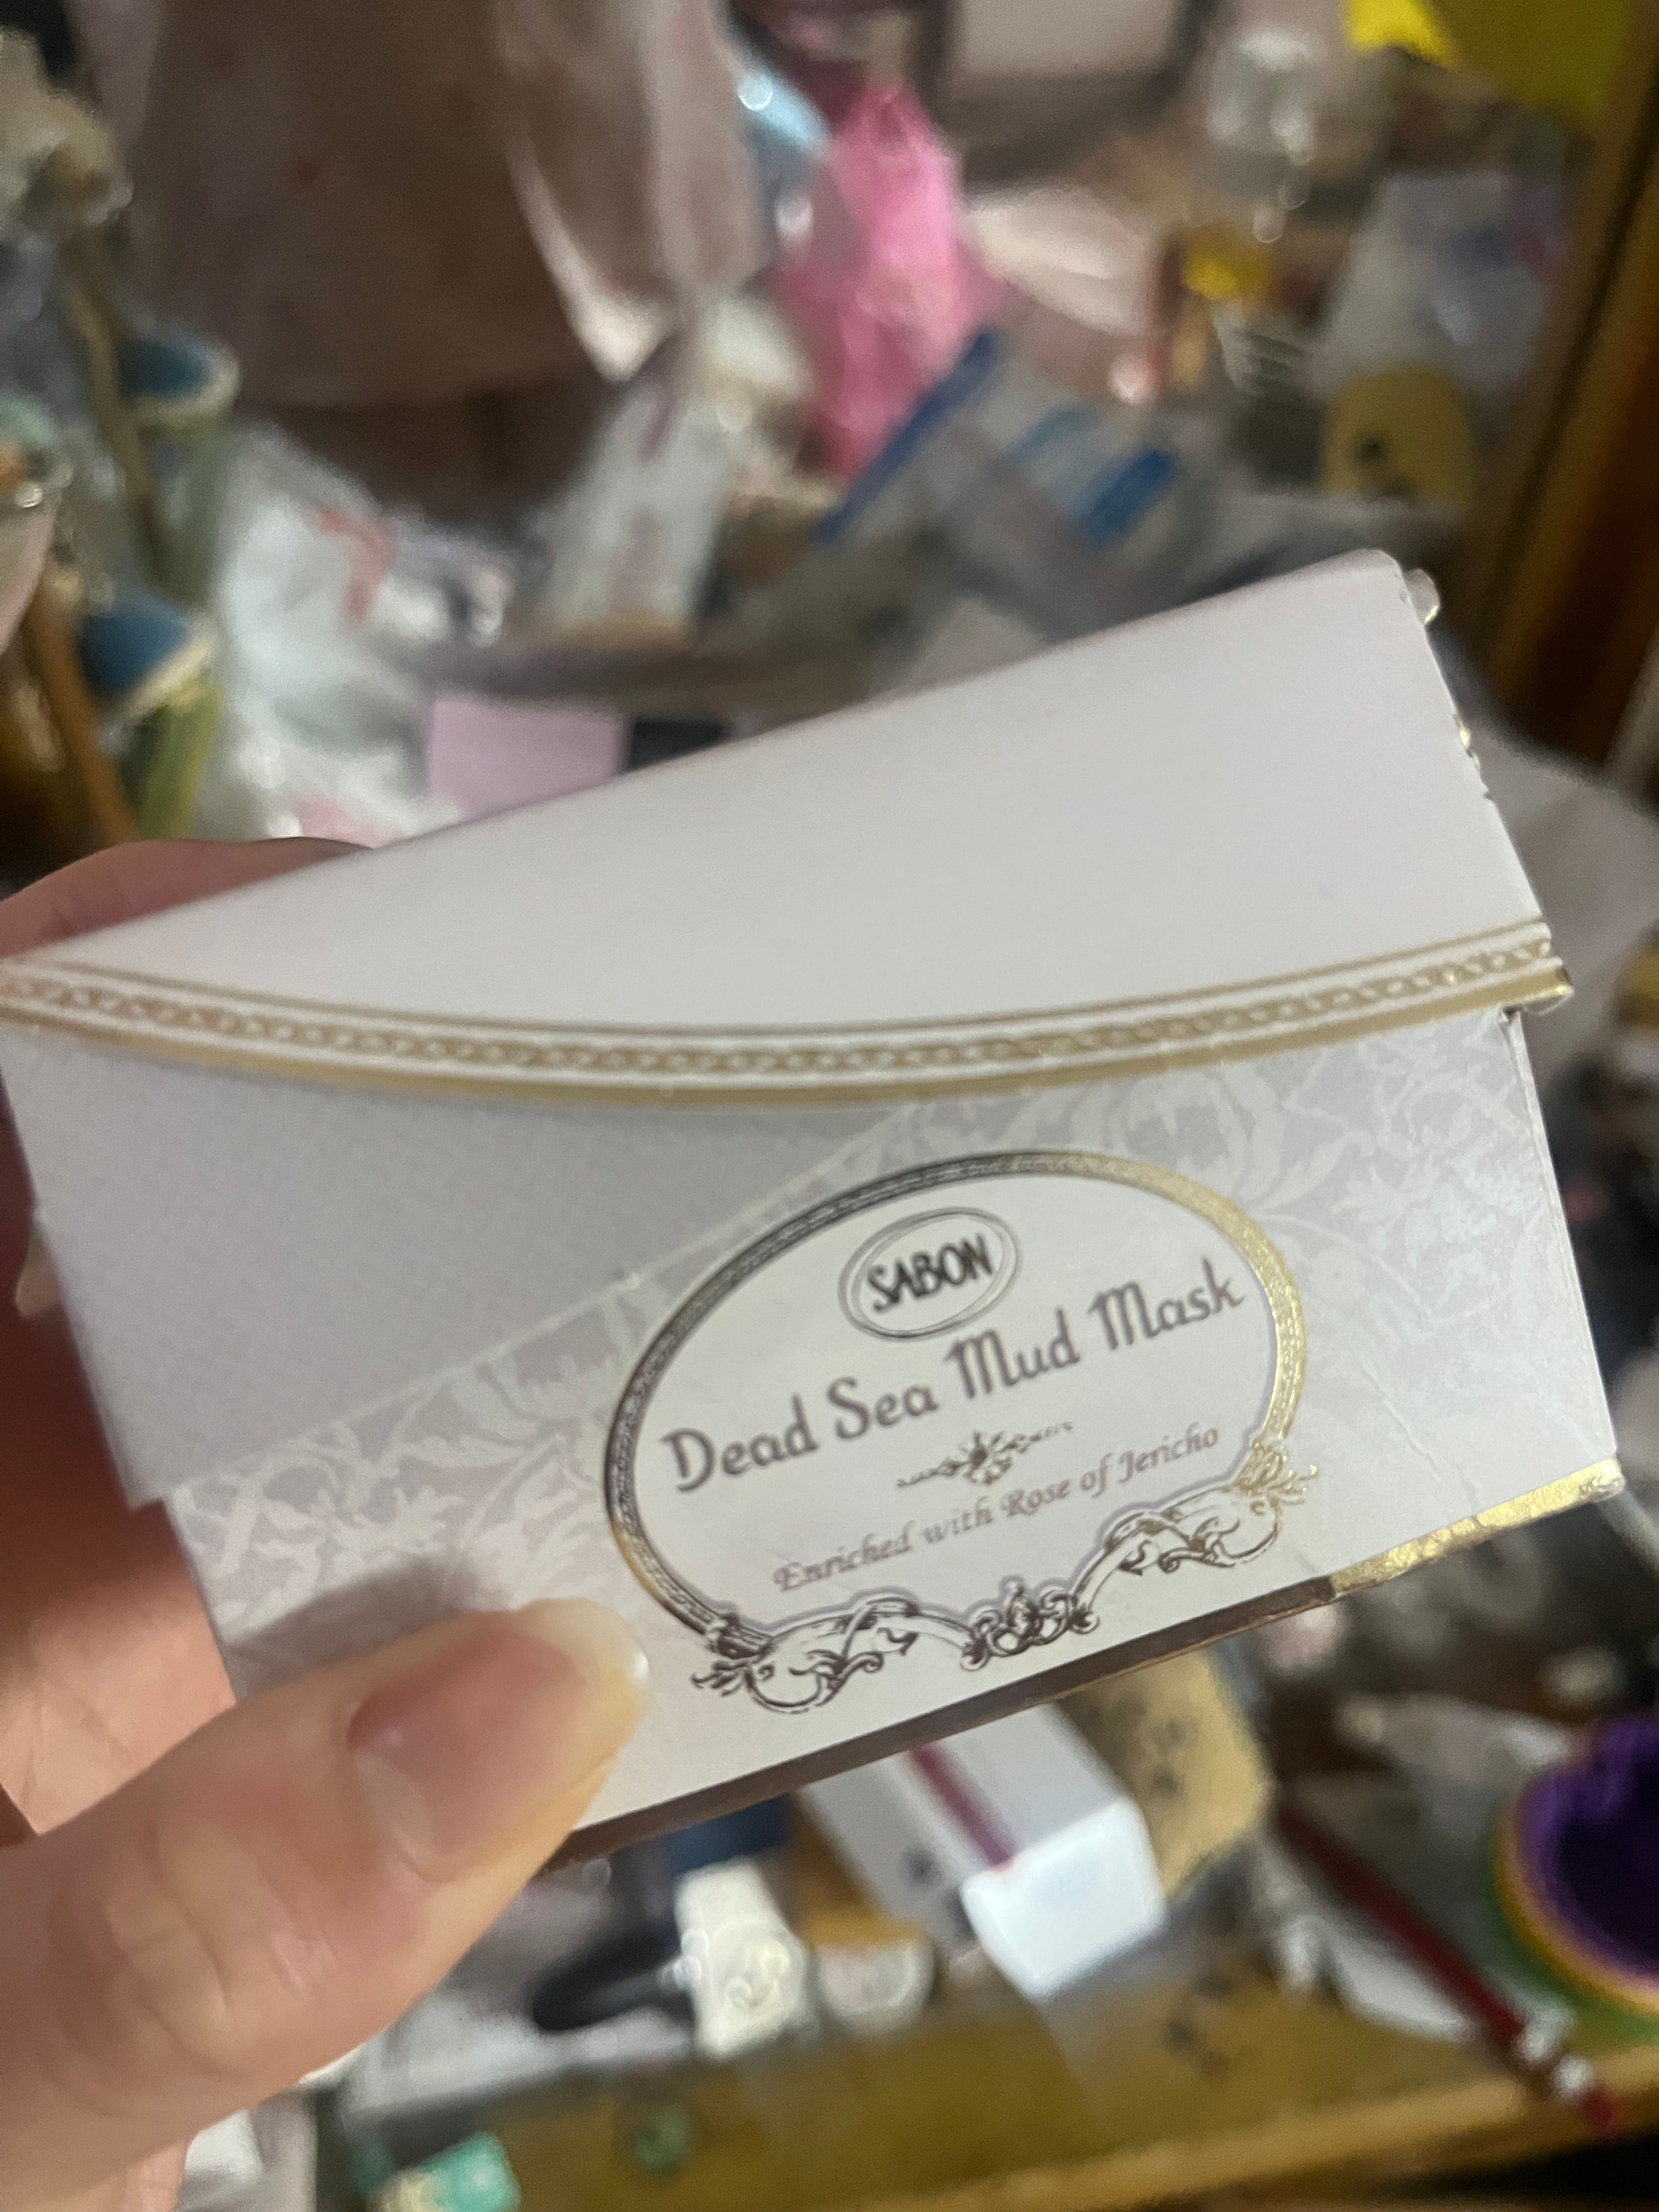 SABON
Dead Sea Mud Mask
Enriched with Rose of Jericho